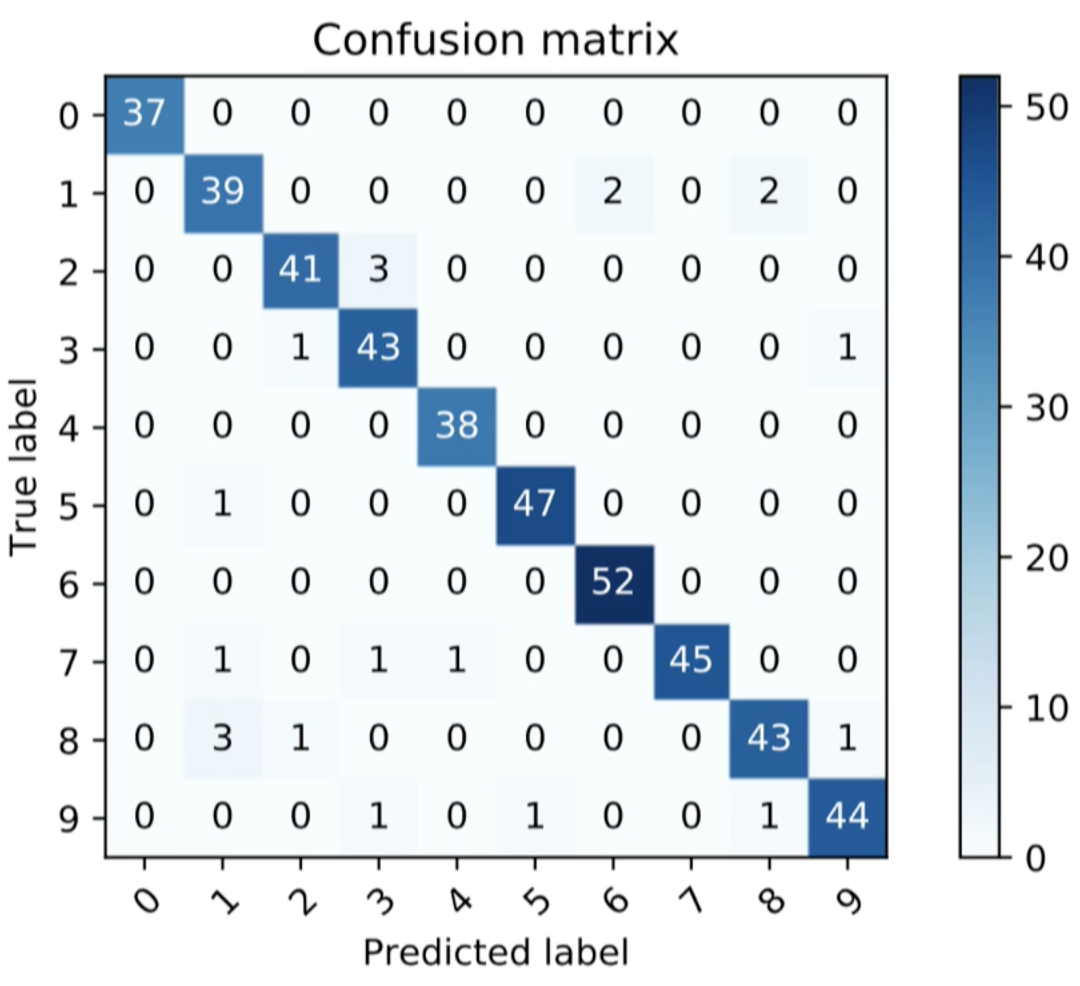 Confusion matrix
0 37 0 0 0 0 0 0 0 0 0
1 0 39 0 0 0 0 2 0 2 0
2 0 0 41 3 0 0 0 0 0 0
3 0 0 1 43 0 0 0 0 0 1
4 0 0 0 0 38 0 0 0 0 0
5 0 1 0 0 0 47 0 0 0 0
6 0 0 0 0 0 0 52 0 0 0
7 0 1 0 1 1 0 0 45 0 0
8 0 3 1 0 0 0 0 0 43 1
9 0 0 0 1 0 1 0 0 1 44
0 1 2 3 4 5 6 7 8 9
True label
Predicted label
50
40
30
20
10
0